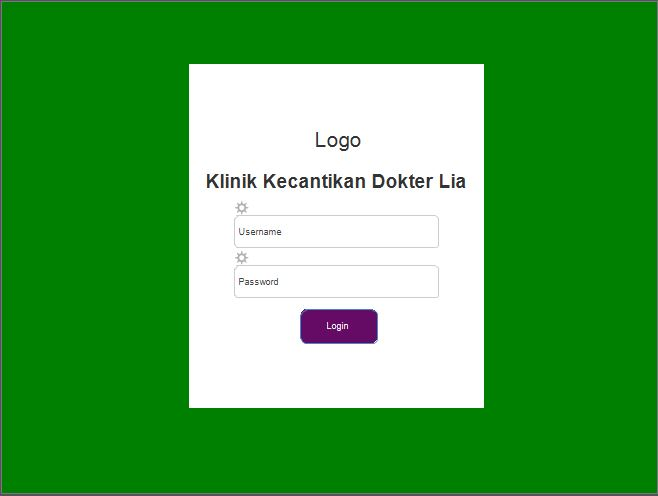 Logo
Klinik Kecantikan Dokter Lia
Username
Password
Login